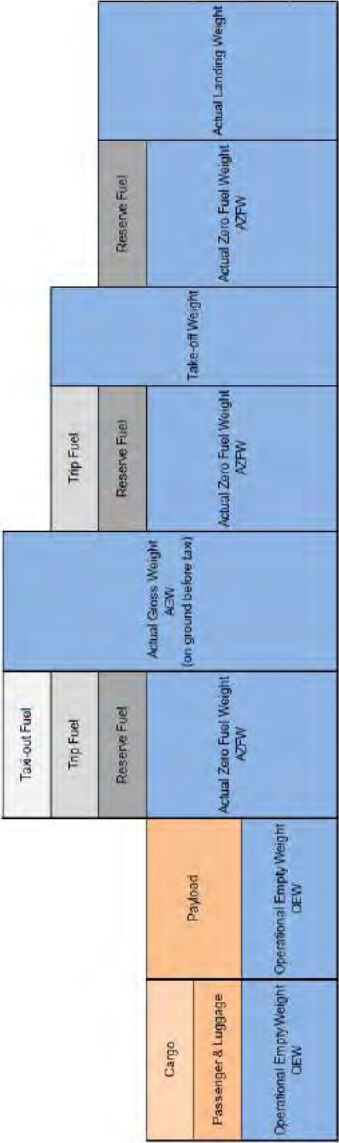 Cargo
Passenger & Luggage
Operational Empty Weight
OEW
Payload
Operational Empty Weight
OEW
Taxi-out Fuel
Trip Fuel
Reserve Fuel
Actual Zero Fuel Weight
AZFW
Actual Gross Weight
AGW
(on ground before taxi)
Trip Fuel
Reserve Fuel
Actual Zero Fuel Weight
AZFW
Take-off Weight
Reserve Fuel
Actual Zero Fuel Weight
AZFW
Actual Landing Weight